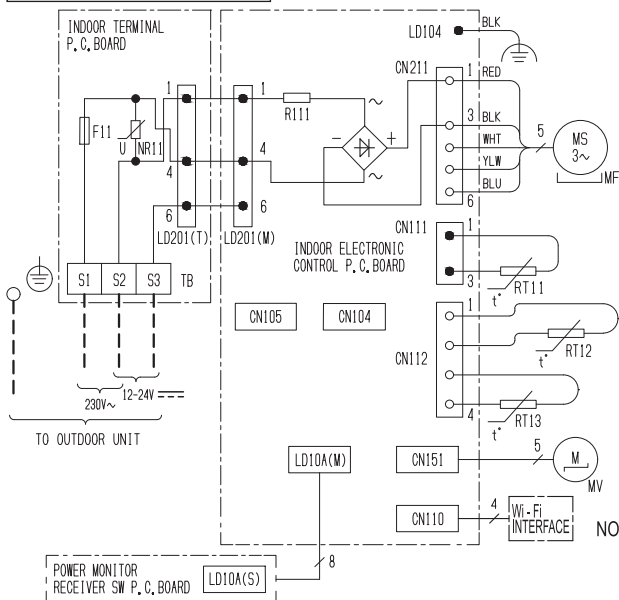 INDOOR TERMINAL
P.C.BOARD
LD104
BLK
CN211
1
RED
1
1
R111
~
F11
3
BLK
−
+
WHT
5
MS
3~
U
NR11
4
4
YLW
MF
~
BLU
6
6
6
LD201(T)
LD201(M)
CN111
1
INDOOR ELECTRONIC
CONTROL P.C.BOARD
S1
S2
S3
TB
3
RT11
t°
1
CN105
CN104
CN112
RT12
t°
230V~
12-24V
4
RT13
t°
TO OUTDOOR UNIT
LD10A(M)
CN151
5
M
MV
CN110
4
Wi-Fi
INTERFACE
NO
8
POWER MONITOR
RECEIVER SW P.C.BOARD
LD10A(S)